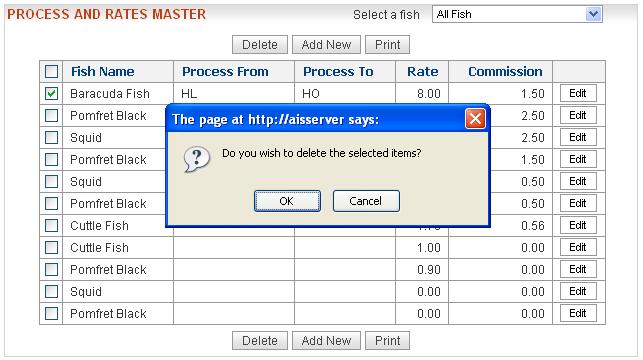 PROCESS AND RATES MASTER Select a fish All Fish
Delete Add New Print
Fish Name Process From Process To Rate Commission
Baracuda Fish HL HO 8.00 1.50 Edit
The page at http://aisserver says:
Pomfret Black 2.50 Edit
Squid 2.50 Edit
Do you wish to delete the selected items?
Pomfret Black 1.50 Edit
Squid 0.50 Edit
OK Cancel
Pomfret Black 0.50 Edit
Cuttle Fish 0.56 Edit
Cuttle Fish 1.00 0.00 Edit
Pomfret Black 0.90 0.00 Edit
Squid 0.00 0.00 Edit
Pomfret Black 0.00 0.00 Edit
Delete Add New Print